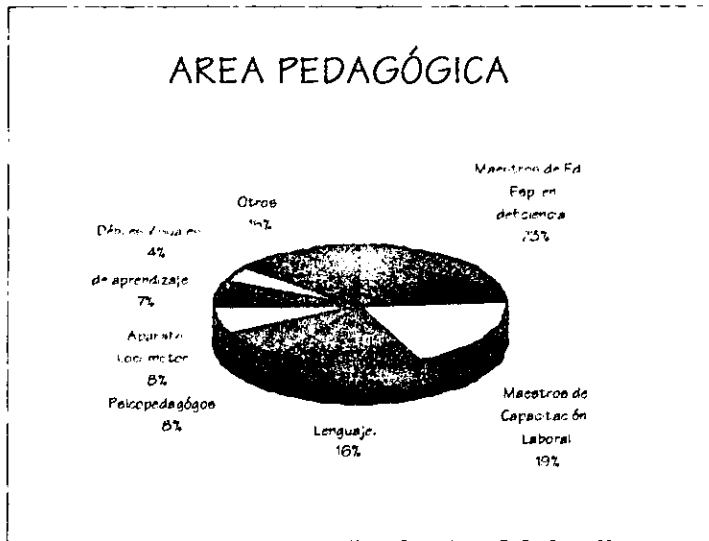 AREA PEDAGÓGICA
Maestros de Ed
Esp en
deficiencia
23%
Otros
4%
de aprendizaje
7%
Aparato
Locomotor
8%
Psicopedagógos
8%
Lenguaje.
16%
Maestros de
Capacitación
Laboral
19%